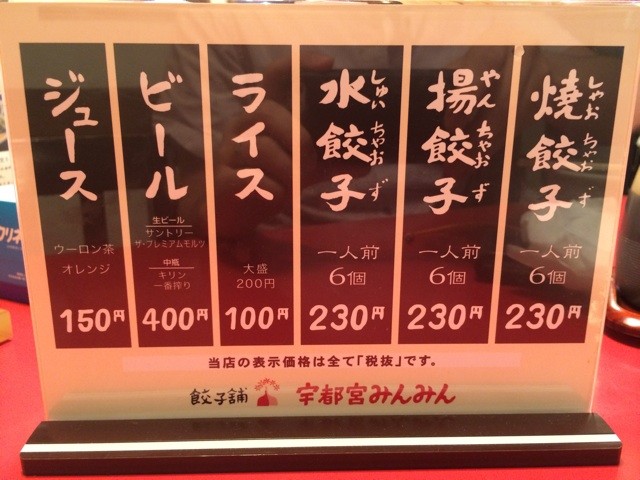 焼餃子
しゃおちゃおず
一人前
6個
230円
揚餃子
やんちゃおず
一人前
6個
230円
水餃子
しゅいちゃおず
一人前
6個
230円
ライス
大盛
200円
100円
ビール
生ビール
サントリー
ザ・プレミアムモルツ
中瓶
キリン
一番搾り
400円
ジュース
ウーロン茶
オレンジ
150円
当店の表示価格は全て「税抜」です。
餃子舗 宇都宮みんみん